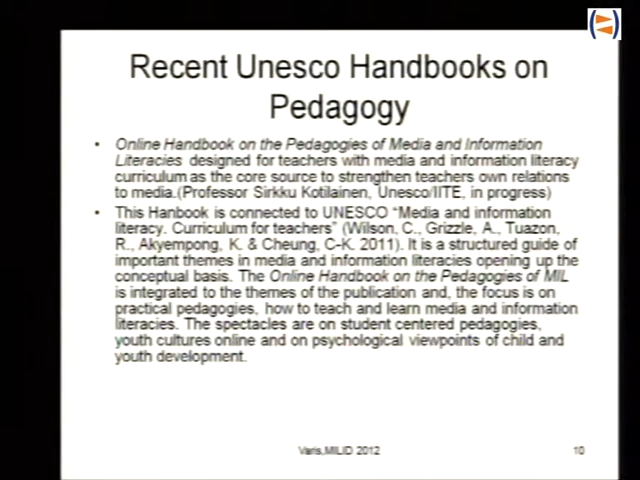 Recent Unesco Handbooks on
Pedagogy
• Online Handbook on the Pedagogies of Media and Information
Literacies designed for teachers with media and information literacy
curriculum as the core source to strengthen teachers own relations
to media.(Professor Sirkku Kotilainen, Unesco/IITE, in progress)
• This Hanbook is connected to UNESCO “Media and information
literacy. Curriculum for teachers” (Wilson, C., Grizzle, A., Tuazon,
R., Akyempong, K. & Cheung, C-K. 2011). It is a structured guide of
important themes in media and information literacies opening up the
conceptual basis. The Online Handbook on the Pedagogies of MIL
is integrated to the themes of the publication and, the focus is on
practical pedagogies, how to teach and learn media and information
literacies. The spectacles are on student centered pedagogies,
youth cultures online and on psychological viewpoints of child and
youth development.
Varis,MILID 2012
10